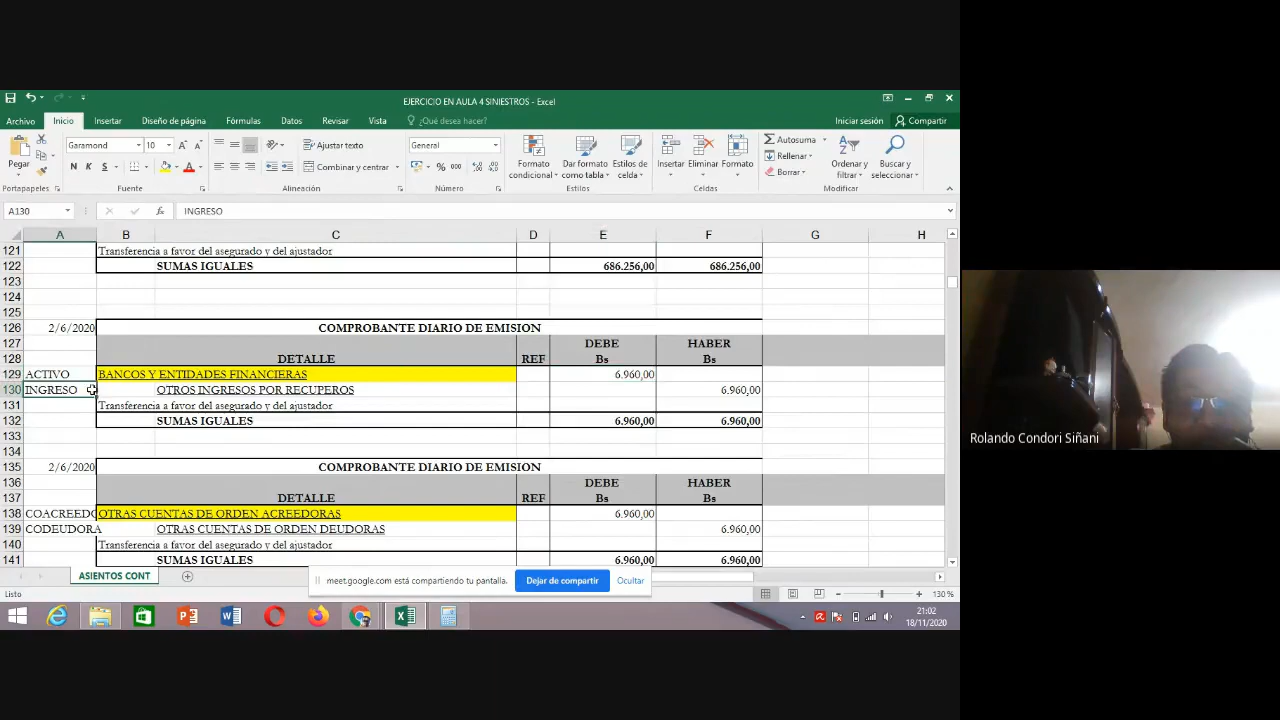 EJERCICIO EN AULA 4 SINIESTROS - Excel
Archivo Inicio Insertar Diseño de página Fórmulas Datos Revisar Vista ¿Qué desea hacer? Iniciar sesión Compartir
Pegar
Garamond 10
N K S
Ajustar texto
Combinar y centrar
General
% 000
Formato condicional
Dar formato como tabla
Estilos de celda
Insertar Eliminar Formato
Autosuma
Rellenar
Borrar
Ordenar y filtrar
Buscar y seleccionar
Portapapeles Fuente Alineación Número Estilos Celdas Modificar
A130 fx INGRESO
A B C D E F G H
121 Transferencia a favor del asegurado y del ajustador
122 SUMAS IGUALES 686.256,00 686.256,00
123
124
125
126 2/6/2020 COMPROBANTE DIARIO DE EMISION
127 DEBE HABER
128 DETALLE REF Bs Bs
129 ACTIVO BANCOS Y ENTIDADES FINANCIERAS 6.960,00
130 INGRESO OTROS INGRESOS POR RECUPEROS 6.960,00
131 Transferencia a favor del asegurado y del ajustador
132 SUMAS IGUALES 6.960,00 6.960,00
133
134
135 2/6/2020 COMPROBANTE DIARIO DE EMISION
136 DEBE HABER
137 DETALLE REF Bs Bs
138 COACREEDO OTRAS CUENTAS DE ORDEN ACREEDORAS 6.960,00
139 CODEUDORA OTRAS CUENTAS DE ORDEN DEUDORAS 6.960,00
140 Transferencia a favor del asegurado y del ajustador
141 SUMAS IGUALES 6.960,00 6.960,00
ASIENTOS CONT
meet.google.com está compartiendo tu pantalla. Dejar de compartir Ocultar
Listo 130 %
21:02
18/11/2020
Rolando Condori Siñani